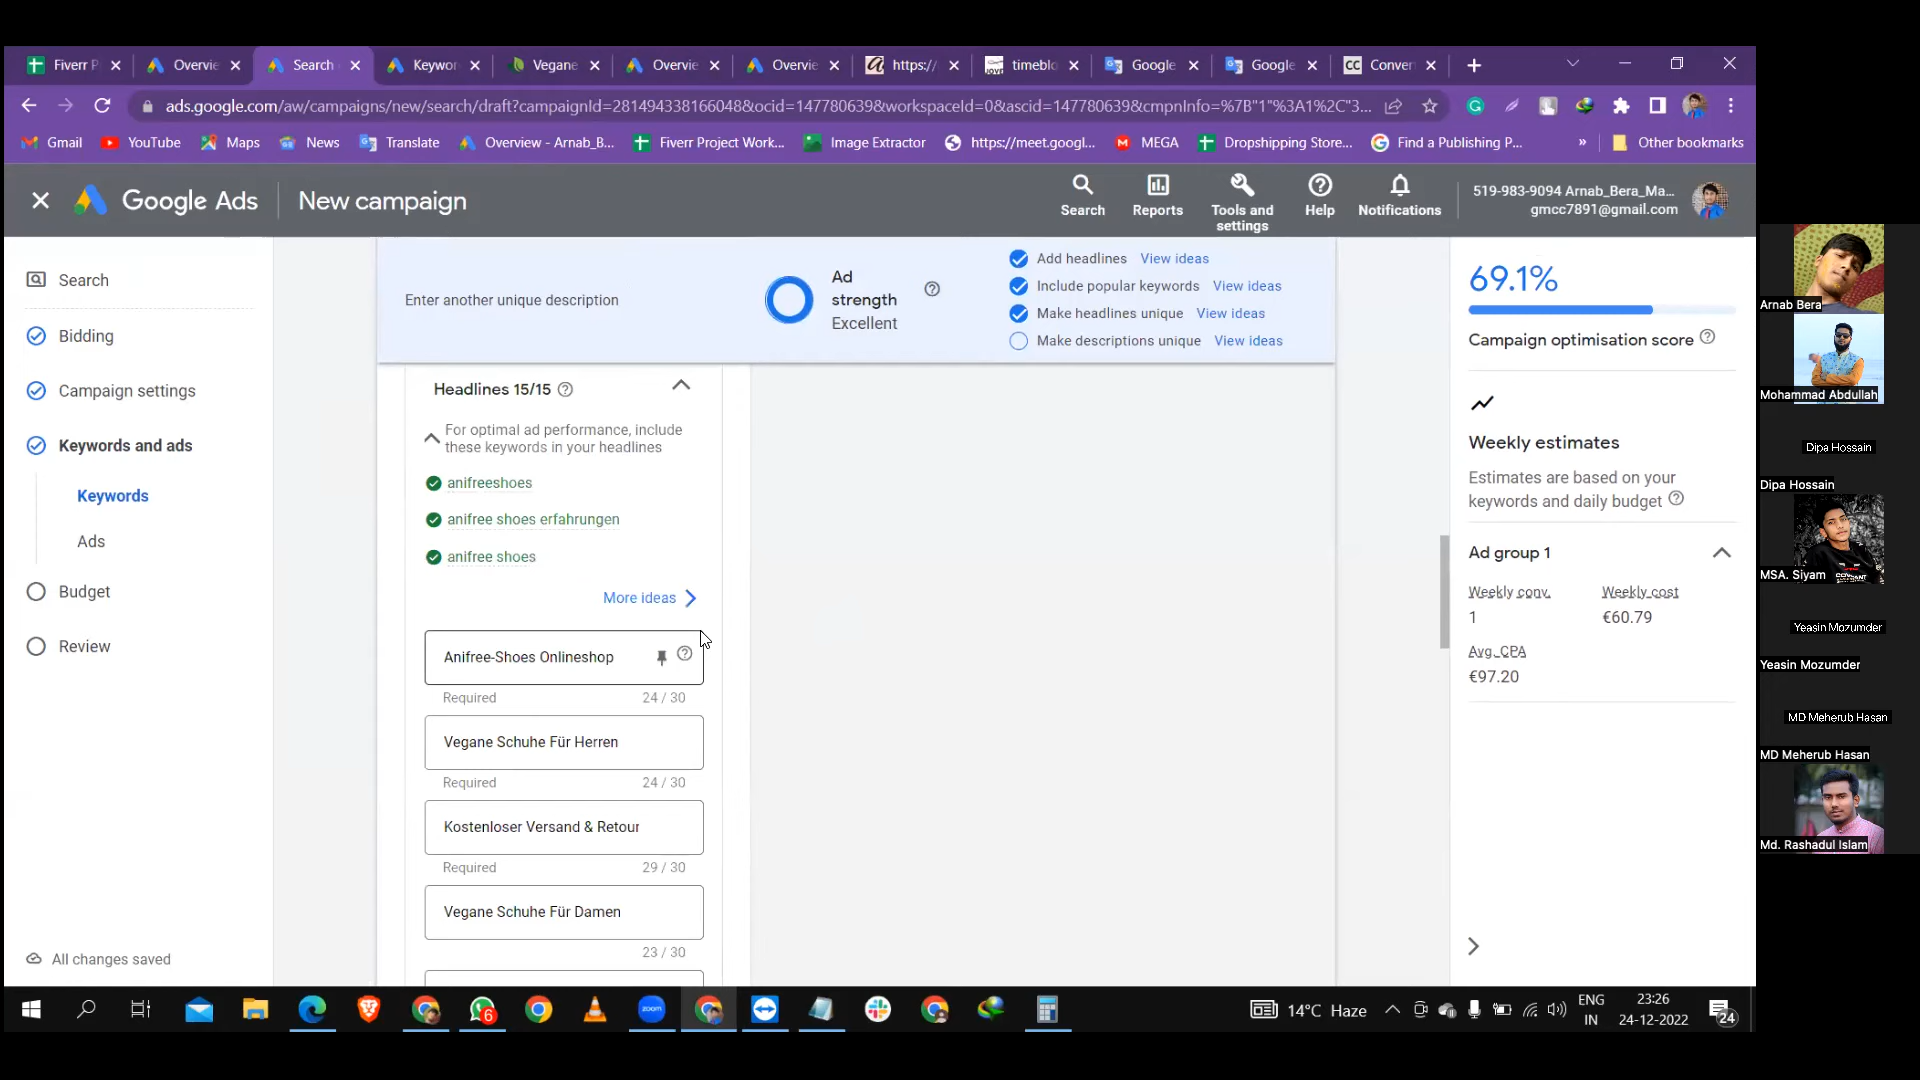 Fiverr P
Overvie
Search
Keywor
Vegane
Overvie
Overvie
https://
timeblo
Google
Google
Conver
ads.google.com/aw/campaigns/new/search/draft?campaignId=281494338166048&ocid=147780639&workspaceId=0&ascid=147780639&cmpnInfo=%7B"1"%3A1%2C"3...
Gmail
YouTube
Maps
News
Translate
Overview - Arnab_B...
Fiverr Project Work...
Image Extractor
https://meet.googl...
MEGA
Dropshipping Store...
Find a Publishing P...
»
Other bookmarks
Google Ads
New campaign
Search
Reports
Tools and settings
Help
Notifications
519-983-9094 Arnab_Bera_Ma...
gmcc7891@gmail.com
Search
Bidding
Campaign settings
Keywords and ads
Keywords
Ads
Budget
Review
All changes saved
Enter another unique description
Ad
strength
Excellent
Add headlines View ideas
Include popular keywords View ideas
Make headlines unique View ideas
Make descriptions unique View ideas
Headlines 15/15
For optimal ad performance, include
these keywords in your headlines
anifreeshoes
anifree shoes erfahrungen
anifree shoes
More ideas
Anifree-Shoes Onlineshop
Required 24 / 30
Vegane Schuhe Für Herren
Required 24 / 30
Kostenloser Versand & Retour
Required 29 / 30
Vegane Schuhe Für Damen
23 / 30
69.1%
Campaign optimisation score
Weekly estimates
Estimates are based on your
keywords and daily budget
Ad group 1
Weekly conv. Weekly cost
1 €60.79
Avg. CPA
€97.20
Arnab Bera
Mohammad Abdullah
Dipa Hossain
Dipa Hossain
MSA. Siyam
Yeasin Mozumder
Yeasin Mozumder
MD Meherub Hasan
MD Meherub Hasan
Md. Rashadul Islam
6
zoom
14°C Haze
ENG
IN
23:26
24-12-2022
24